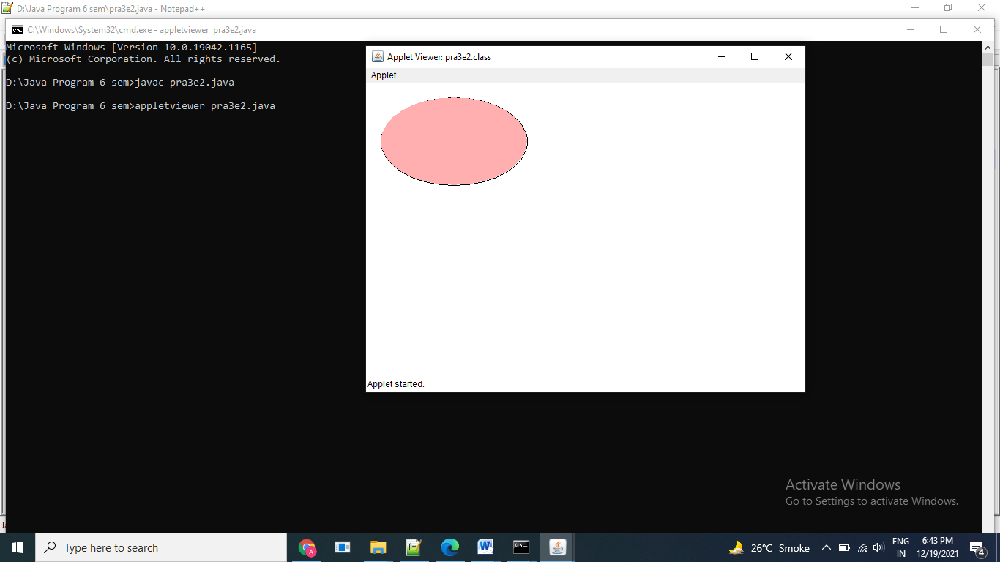 D:\Java Program 6 sem\pra3e2.java - Notepad++
C:\Windows\System32\cmd.exe - appletviewer  pra3e2.java
Microsoft Windows [Version 10.0.19042.1165]
(c) Microsoft Corporation. All rights reserved.
D:\Java Program 6 sem>javac pra3e2.java
D:\Java Program 6 sem>appletviewer pra3e2.java
Applet Viewer: pra3e2.class
Applet
Applet started.
Activate Windows
Go to Settings to activate Windows.
Type here to search
26°C Smoke
ENG
IN
6:43 PM
12/19/2021
4